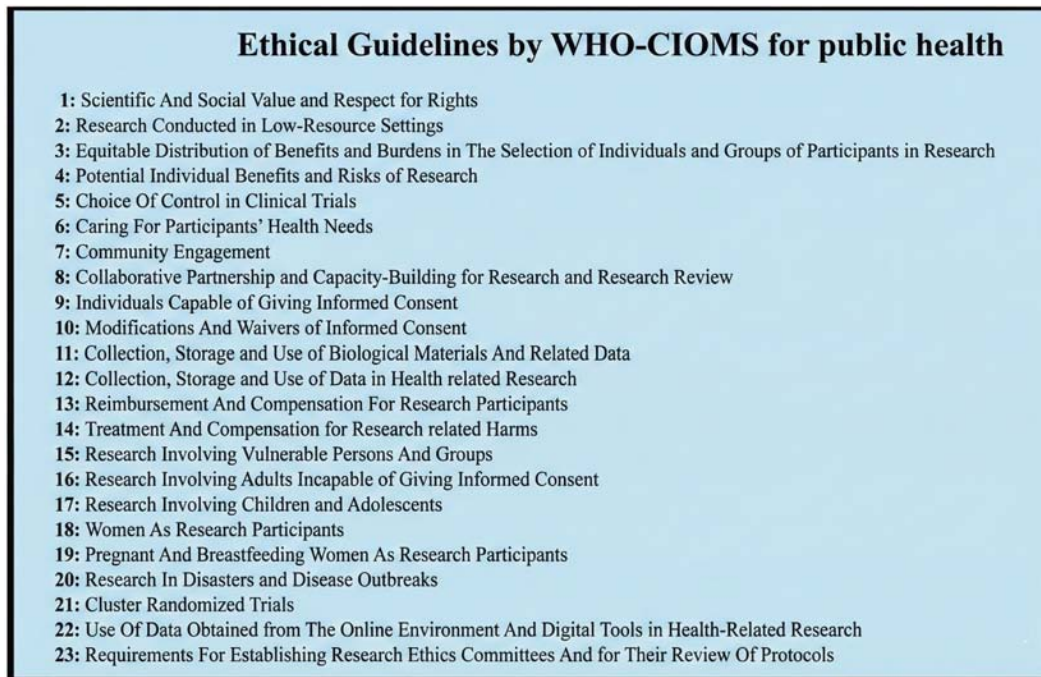 Ethical Guidelines by WHO-CIOMS for public health
1: Scientific And Social Value and Respect for Rights
2: Research Conducted in Low-Resource Settings
3: Equitable Distribution of Benefits and Burdens in The Selection of Individuals and Groups of Participants in Research
4: Potential Individual Benefits and Risks of Research
5: Choice Of Control in Clinical Trials
6: Caring For Participants' Health Needs
7: Community Engagement
8: Collaborative Partnership and Capacity-Building for Research and Research Review
9: Individuals Capable of Giving Informed Consent
10: Modifications And Waivers of Informed Consent
11: Collection, Storage and Use of Biological Materials And Related Data
12: Collection, Storage and Use of Data in Health related Research
13: Reimbursement And Compensation For Research Participants
14: Treatment And Compensation for Research related Harms
15: Research Involving Vulnerable Persons And Groups
16: Research Involving Adults Incapable of Giving Informed Consent
17: Research Involving Children and Adolescents
18: Women As Research Participants
19: Pregnant And Breastfeeding Women As Research Participants
20: Research In Disasters and Disease Outbreaks
21: Cluster Randomized Trials
22: Use Of Data Obtained from The Online Environment And Digital Tools in Health-Related Research
23: Requirements For Establishing Research Ethics Committees And for Their Review Of Protocols